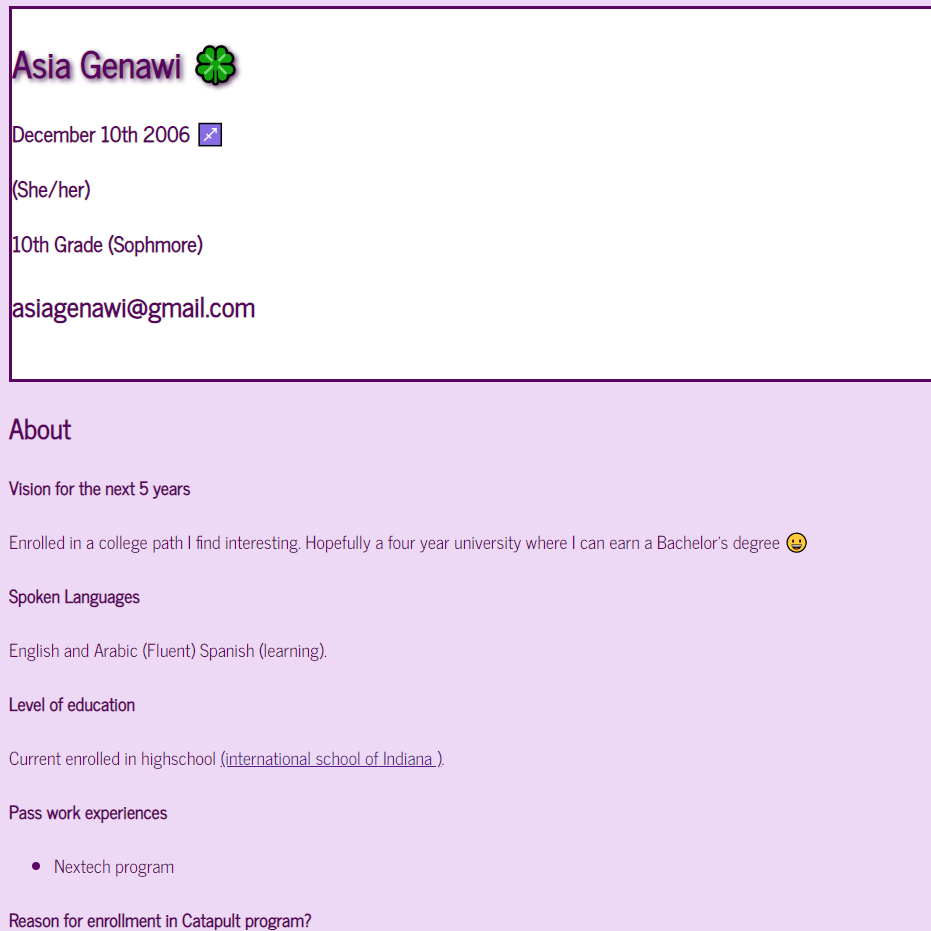 Asia Genawi 🍀
December 10th 2006 ♐
(She/her)
10th Grade (Sophmore)
asiagenawi@gmail.com
About
Vision for the next 5 years
Enrolled in a college path I find interesting. Hopefully a four year university where I can earn a Bachelor's degree 😀
Spoken Languages
English and Arabic (Fluent) Spanish (learning).
Level of education
Current enrolled in highschool (international school of Indiana ).
Pass work experiences
• Nextech program
Reason for enrollment in Catapult program?